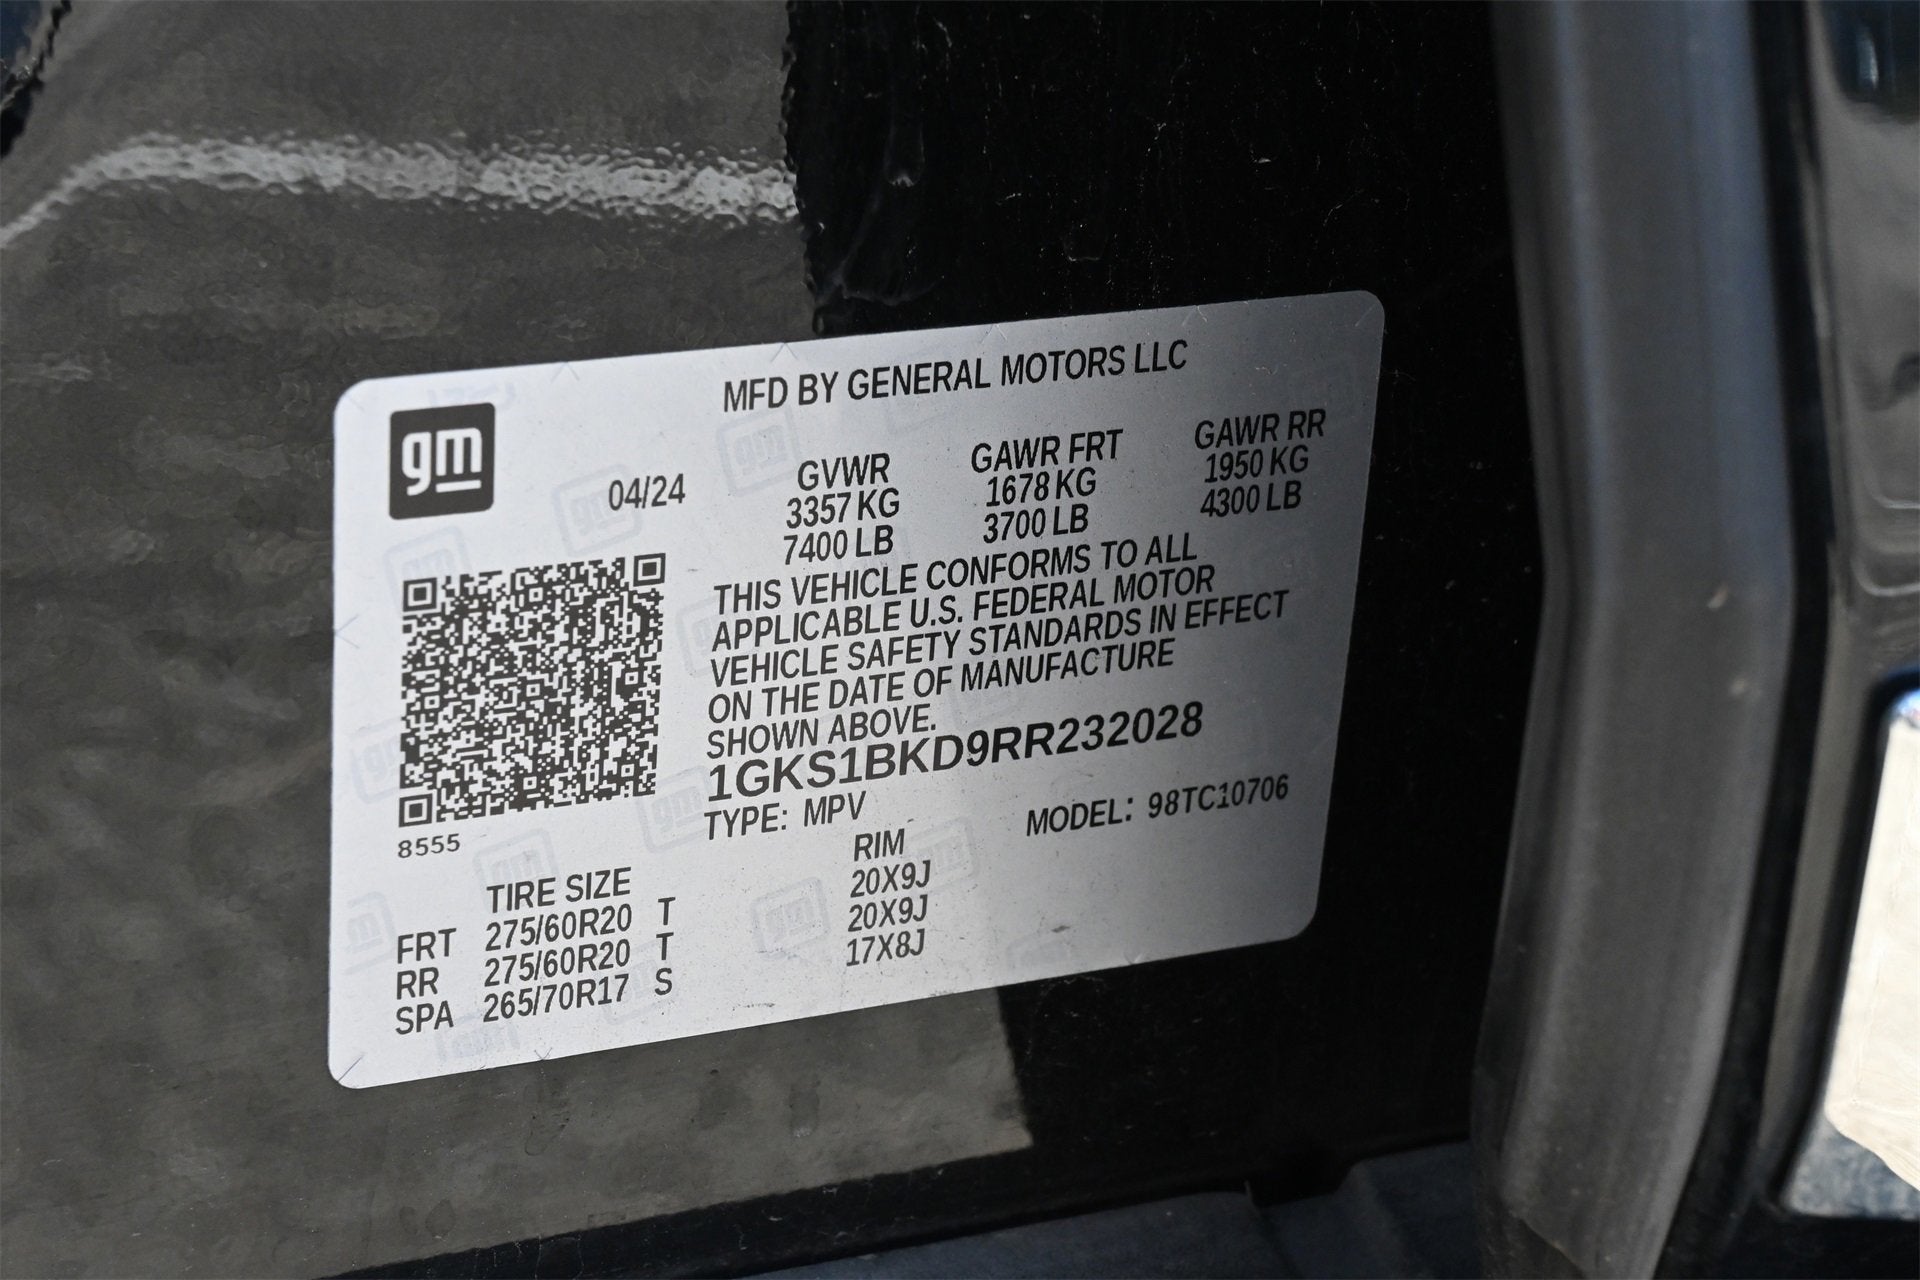 MFD BY GENERAL MOTORS LLC
gm
04/24
GVWR GAWR FRT GAWR RR
3357 KG 1678 KG 1950 KG
7400 LB 3700 LB 4300 LB
THIS VEHICLE CONFORMS TO ALL
APPLICABLE U.S. FEDERAL MOTOR
VEHICLE SAFETY STANDARDS IN EFFECT
ON THE DATE OF MANUFACTURE
SHOWN ABOVE.
1GKS1BKD9RR232028
TYPE: MPV MODEL: 98TC10706
8555
TIRE SIZE RIM
FRT 275/60R20 T 20X9J
RR 275/60R20 T 20X9J
SPA 265/70R17 S 17X8J